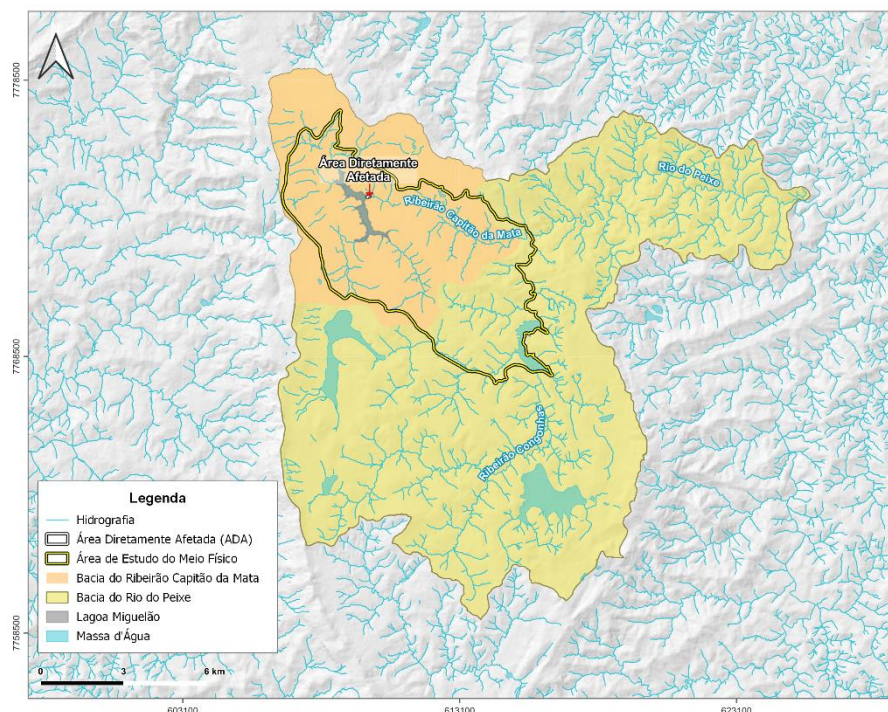 7778500
7768500
7758500
Área Diretamente
Afetada
Ribeirão Capitão da Mata
Rio do Peixe
Ribeirão Congonhas
Legenda
Hidrografia
Área Diretamente Afetada (ADA)
Área de Estudo do Meio Físico
Bacia do Ribeirão Capitão da Mata
Bacia do Rio do Peixe
Lagoa Miguelão
Massa d'Água
0 3 6 km
603100 613100 623100